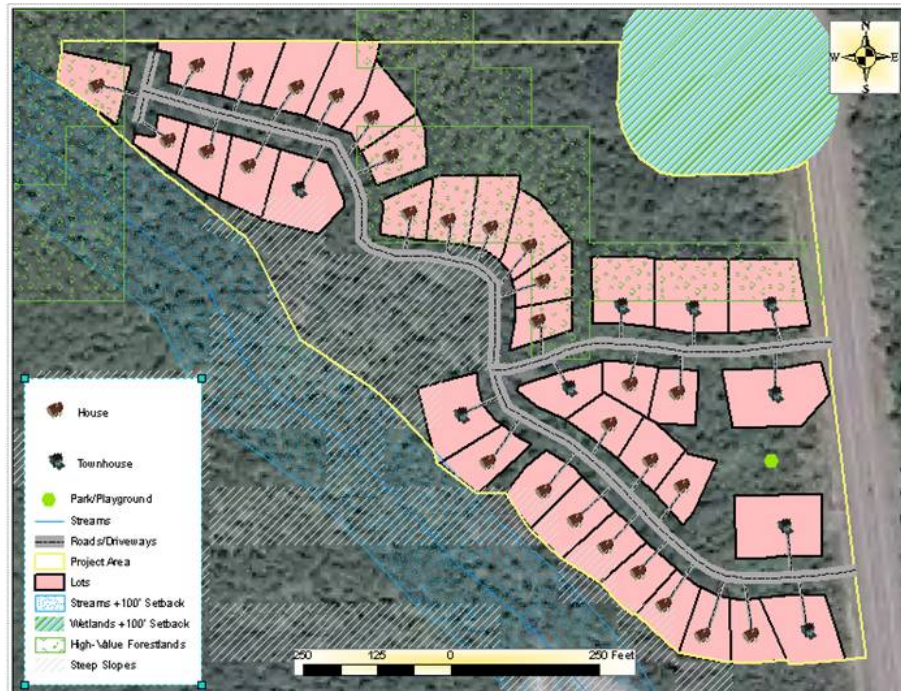 N
W E
S
House
Townhouse
Park/Playground
Streams
Roads/Driveways
Project Area
Lots
Streams +100' Setback
Wetlands +100' Setback
High-Value Forestlands
Steep Slopes
250 125 0 250 Feet